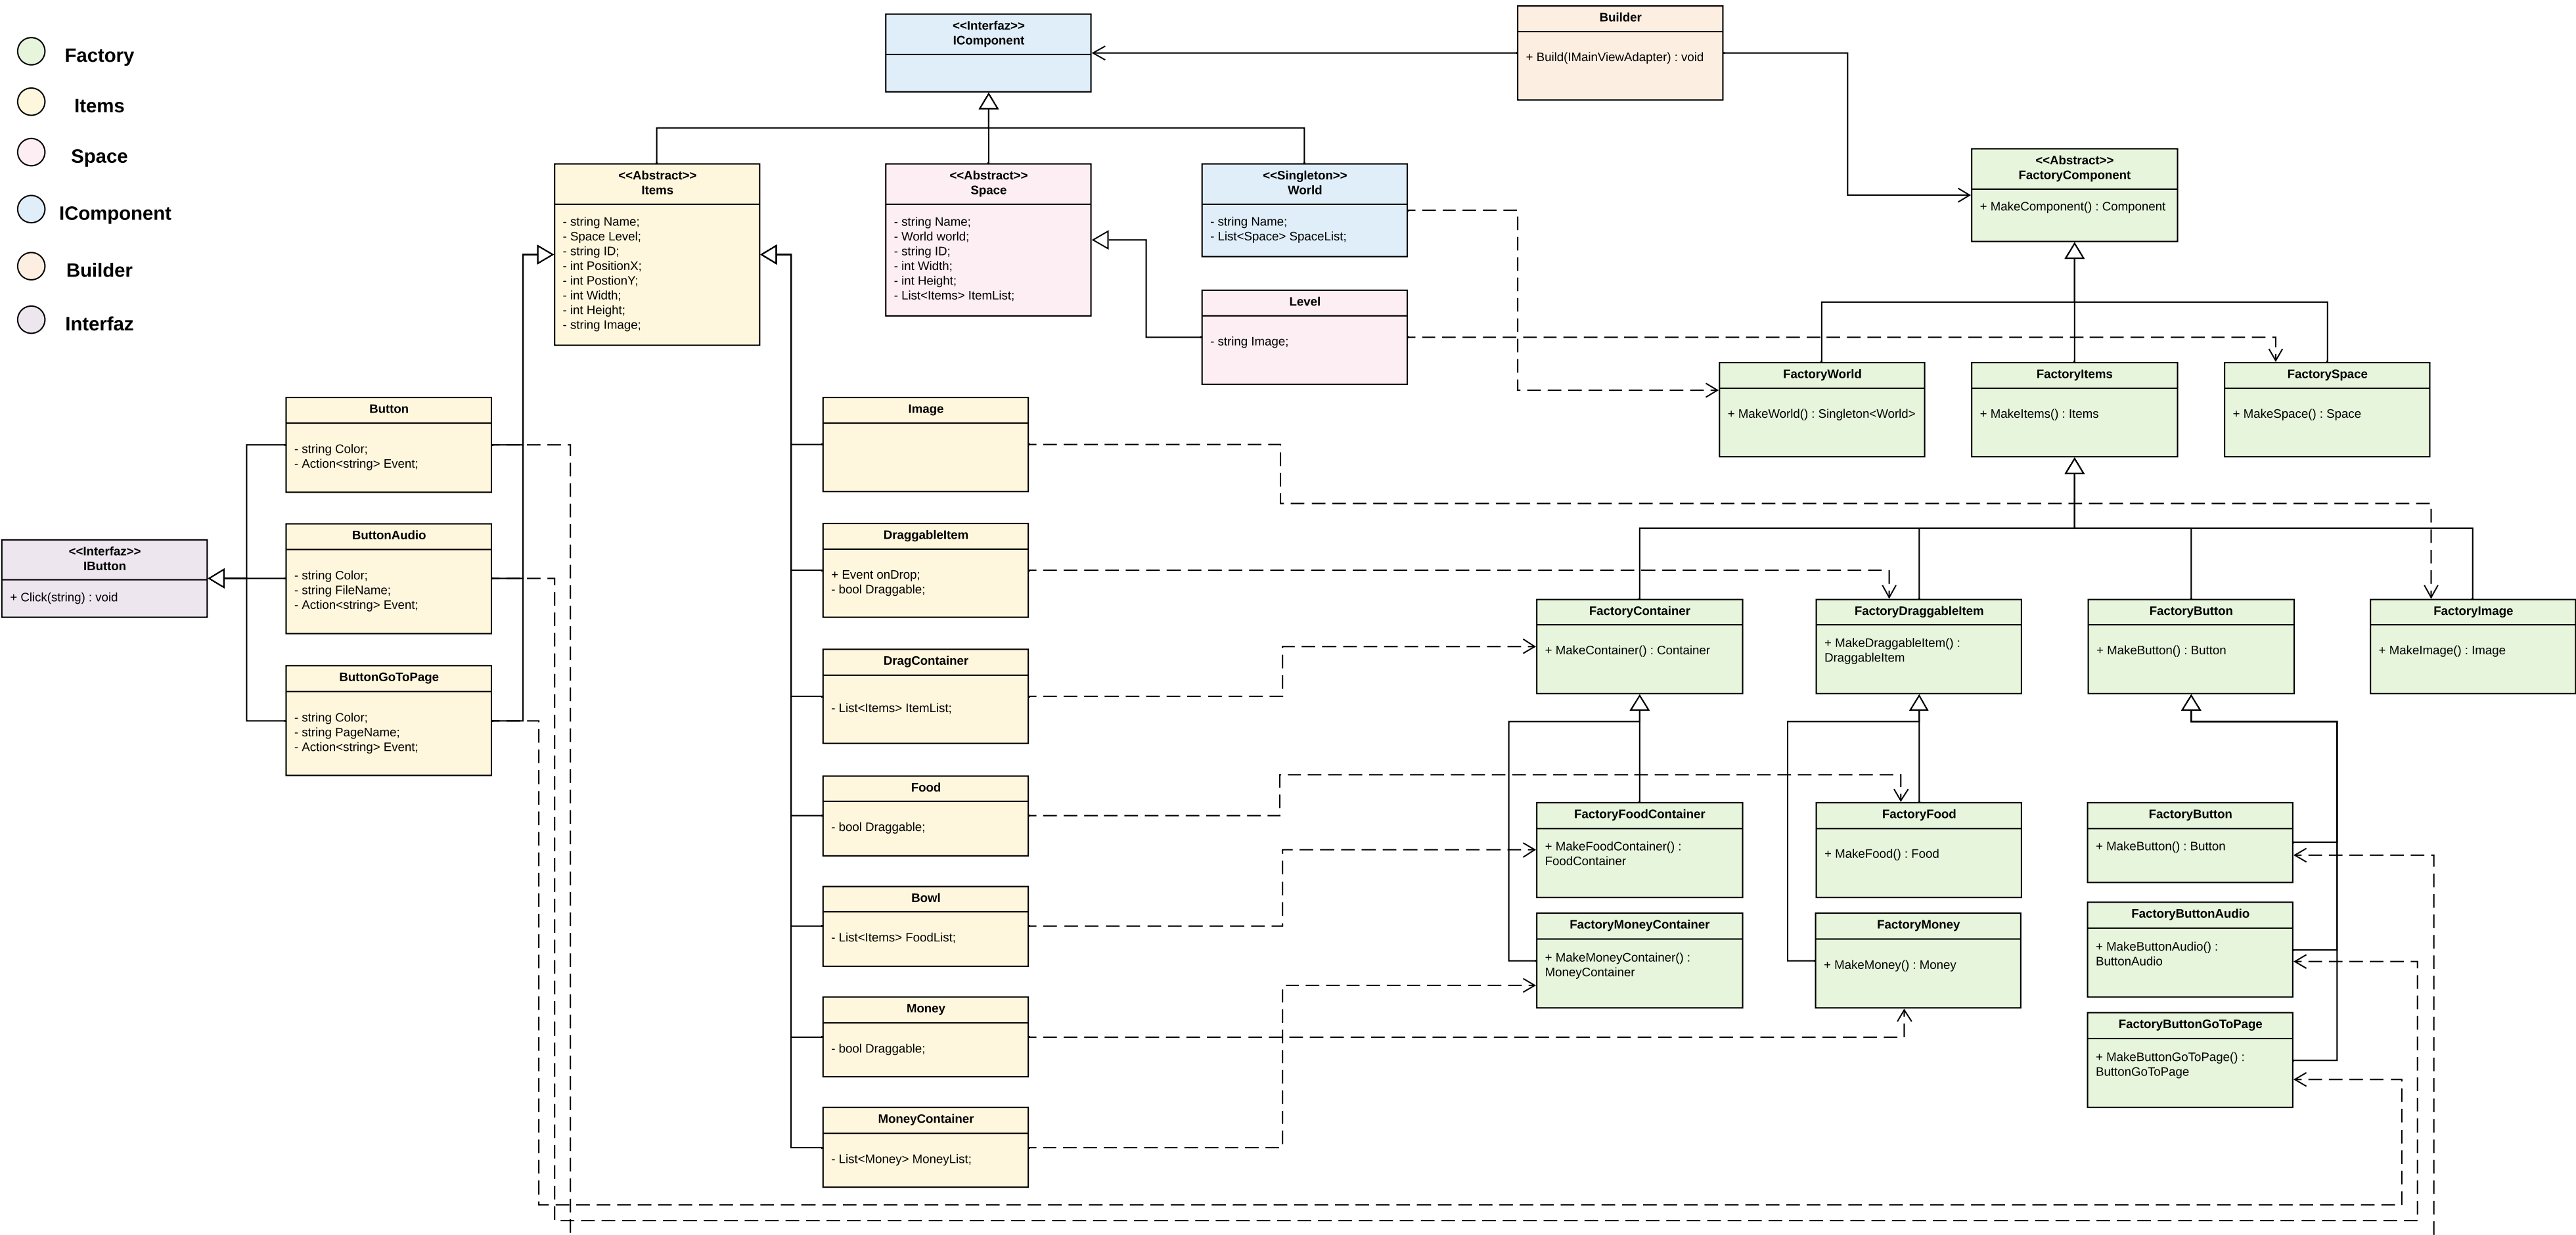 Factory
Items
Space
IComponent
Builder
Interfaz
<<Interfaz>>
IComponent
Builder
+ Build(IMainViewAdapter) : void
<<Abstract>>
Items
- string Name;
- Space Level;
- string ID;
- int PositionX;
- int PostionY;
- int Width;
- int Height;
- string Image;
<<Abstract>>
Space
- string Name;
- World world;
- string ID;
- int Width;
- int Height;
- List<Items> ItemList;
<<Singleton>>
World
- string Name;
- List<Space> SpaceList;
Level
- string Image;
<<Abstract>>
FactoryComponent
+ MakeComponent() : Component
FactoryWorld
+ MakeWorld() : Singleton<World>
FactoryItems
+ MakeItems() : Items
FactorySpace
+ MakeSpace() : Space
<<Interfaz>>
IButton
+ Click(string) : void
Button
- string Color;
- Action<string> Event;
ButtonAudio
- string Color;
- string FileName;
- Action<string> Event;
ButtonGoToPage
- string Color;
- string PageName;
- Action<string> Event;
Image
DraggableItem
+ Event onDrop;
- bool Draggable;
DragContainer
- List<Items> ItemList;
Food
- bool Draggable;
Bowl
- List<Items> FoodList;
Money
- bool Draggable;
MoneyContainer
- List<Money> MoneyList;
FactoryContainer
+ MakeContainer() : Container
FactoryDraggableItem
+ MakeDraggableItem() :
DraggableItem
FactoryButton
+ MakeButton() : Button
FactoryImage
+ MakeImage() : Image
FactoryFoodContainer
+ MakeFoodContainer() :
FoodContainer
FactoryFood
+ MakeFood() : Food
FactoryButton
+ MakeButton() : Button
FactoryMoneyContainer
+ MakeMoneyContainer() :
MoneyContainer
FactoryMoney
+ MakeMoney() : Money
FactoryButtonAudio
+ MakeButtonAudio() :
ButtonAudio
FactoryButtonGoToPage
+ MakeButtonGoToPage() :
ButtonGoToPage